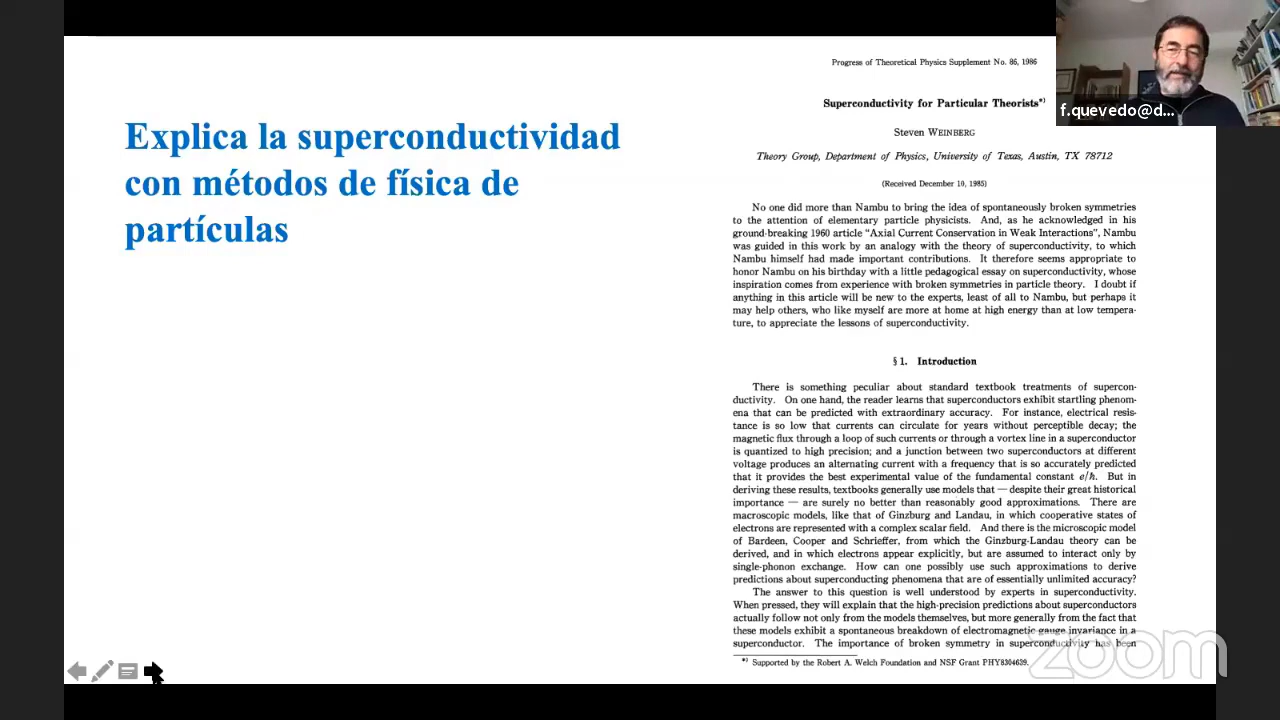 Explica la superconductividad
con métodos de física de
partículas
Progress of Theoretical Physics Supplement No. 86, 1986
Superconductivity for Particular Theorists*)
Steven WEINBERG
Theory Group, Department of Physics, University of Texas, Austin, TX 78712
(Received December 10, 1985)
No one did more than Nambu to bring the idea of spontaneously broken symmetries
to the attention of elementary particle physicists. And, as he acknowledged in his
ground-breaking 1960 article "Axial Current Conservation in Weak Interactions", Nambu
was guided in this work by an analogy with the theory of superconductivity, to which
Nambu himself had made important contributions. It therefore seems appropriate to
honor Nambu on his birthday with a little pedagogical essay on superconductivity, whose
inspiration comes from experience with broken symmetries in particle theory. I doubt if
anything in this article will be new to the experts, least of all to Nambu, but perhaps it
may help others, who like myself are more at home at high energy than at low tempera-
ture, to appreciate the lessons of superconductivity.
§ 1. Introduction
There is something peculiar about standard textbook treatments of supercon-
ductivity. On one hand, the reader learns that superconductors exhibit startling phenom-
ena that can be predicted with extraordinary accuracy. For instance, electrical resis-
tance is so low that currents can circulate for years without perceptible decay; the
magnetic flux through a loop of such currents or through a vortex line in a superconductor
is quantized to high precision; and a junction between two superconductors at different
voltage produces an alternating current with a frequency that is so accurately predicted
that it provides the best experimental value of the fundamental constant e/ℏ. But in
deriving these results, textbooks generally use models that — despite their great historical
importance — are surely no better than reasonably good approximations. There are
macroscopic models, like that of Ginzburg and Landau, in which cooperative states of
electrons are represented with a complex scalar field. And there is the microscopic model
of Bardeen, Cooper and Schrieffer, from which the Ginzburg-Landau theory can be
derived, and in which electrons appear explicitly, but are assumed to interact only by
single-phonon exchange. How can one possibly use such approximations to derive
predictions about superconducting phenomena that are of essentially unlimited accuracy?
The answer to this question is well understood by experts in superconductivity.
When pressed, they will explain that the high-precision predictions about superconductors
actually follow not only from the models themselves, but more generally from the fact that
these models exhibit a spontaneous breakdown of electromagnetic gauge invariance in a
superconductor. The importance of broken symmetry in superconductivity has been
*) Supported by the Robert A. Welch Foundation and NSF Grant PHY8304639.
f.quevedo@d...
zoom